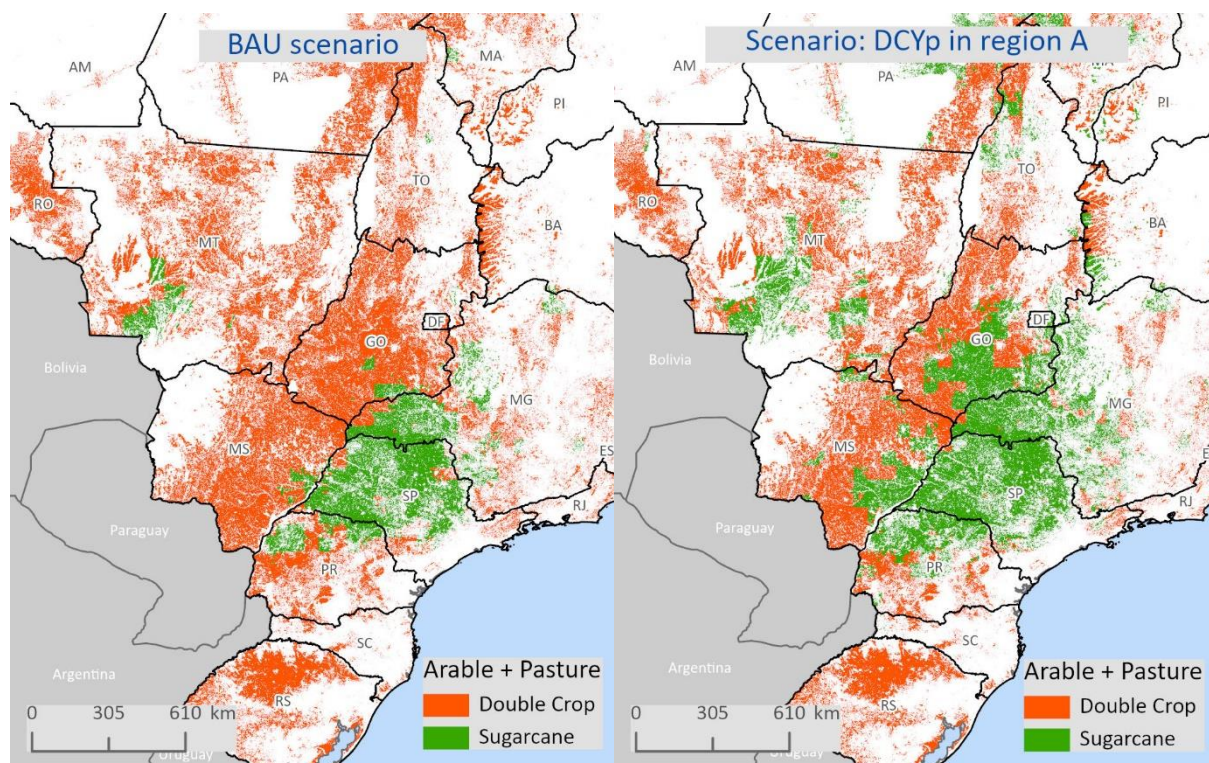 BAU scenario
AM
PA
MA
PI
RO
MT
TO
BA
DF
GO
Bolivia
MG
MS
ES
SP
RJ
Paraguay
PR
SC
Argentina
RS
Uruguay
0 305 610 km
Arable + Pasture
Double Crop
Sugarcane
Scenario: DCYp in region A
AM
PA
MA
PI
RO
MT
TO
BA
DF
GO
Bolivia
MG
MS
SP
RJ
Paraguay
PR
SC
Argentina
RS
Uruguay
0 305 610 km
Arable + Pasture
Double Crop
Sugarcane